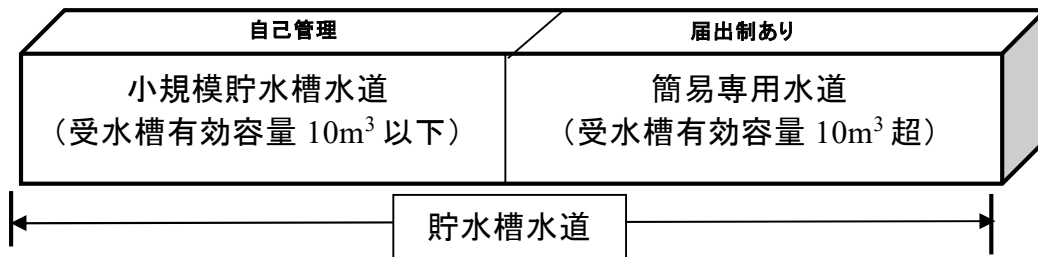 自己管理
届出制あり
小規模貯水槽水道
（受水槽有効容量 10m³ 以下）
簡易専用水道
（受水槽有効容量 10m³ 超）
貯水槽水道